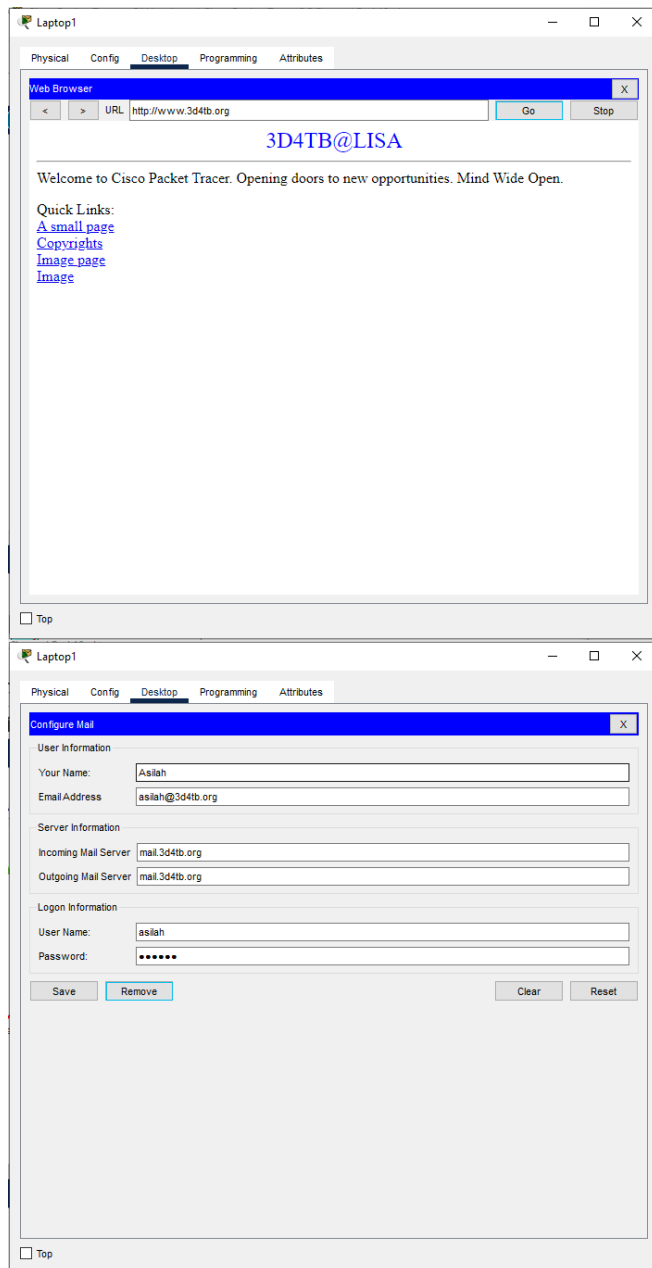 Laptop1
Physical Config Desktop Programming Attributes
Web Browser X
< > URL http://www.3d4tb.org Go Stop
3D4TB@LISA
Welcome to Cisco Packet Tracer. Opening doors to new opportunities. Mind Wide Open.
Quick Links:
A small page
Copyrights
Image page
Image
Top
Laptop1
Physical Config Desktop Programming Attributes
Configure Mail X
User Information
Your Name: Asilah
Email Address asilah@3d4tb.org
Server Information
Incoming Mail Server mail.3d4tb.org
Outgoing Mail Server mail.3d4tb.org
Logon Information
User Name: asilah
Password: ●●●●●●
Save Remove Clear Reset
Top